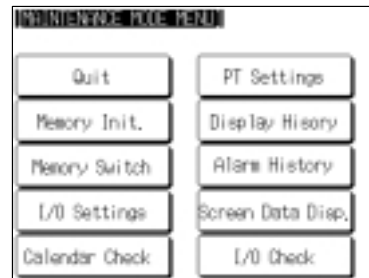 [MAINTENANCE MODE MENU]
Quit
PT Settings
Memory Init.
Display Hisory
Memory Switch
Alarm History
I/O Settings
Screen Data Disp.
Calendar Check
I/O Check